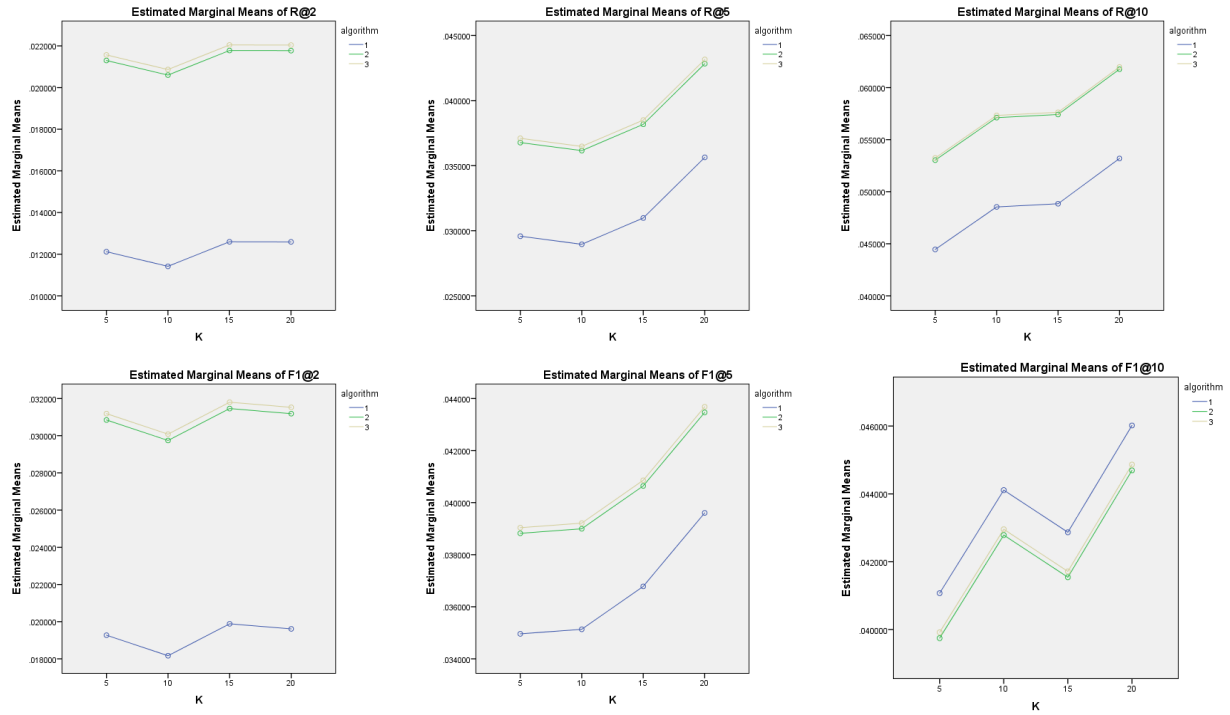 Estimated Marginal Means of R@2
algorithm
1
2
3
Estimated Marginal Means
.022000
.020000
.018000
.016000
.014000
.012000
.010000
5 10 15 20
K
Estimated Marginal Means of R@5
algorithm
1
2
3
Estimated Marginal Means
.045000
.040000
.035000
.030000
.025000
5 10 15 20
K
Estimated Marginal Means of R@10
algorithm
1
2
3
Estimated Marginal Means
.065000
.060000
.055000
.050000
.045000
.040000
5 10 15 20
K
Estimated Marginal Means of F1@2
algorithm
1
2
3
Estimated Marginal Means
.032000
.030000
.028000
.026000
.024000
.022000
.020000
.018000
5 10 15 20
K
Estimated Marginal Means of F1@5
algorithm
1
2
3
Estimated Marginal Means
.044000
.042000
.040000
.038000
.036000
.034000
5 10 15 20
K
Estimated Marginal Means of F1@10
algorithm
1
2
3
Estimated Marginal Means
.046000
.044000
.042000
.040000
5 10 15 20
K